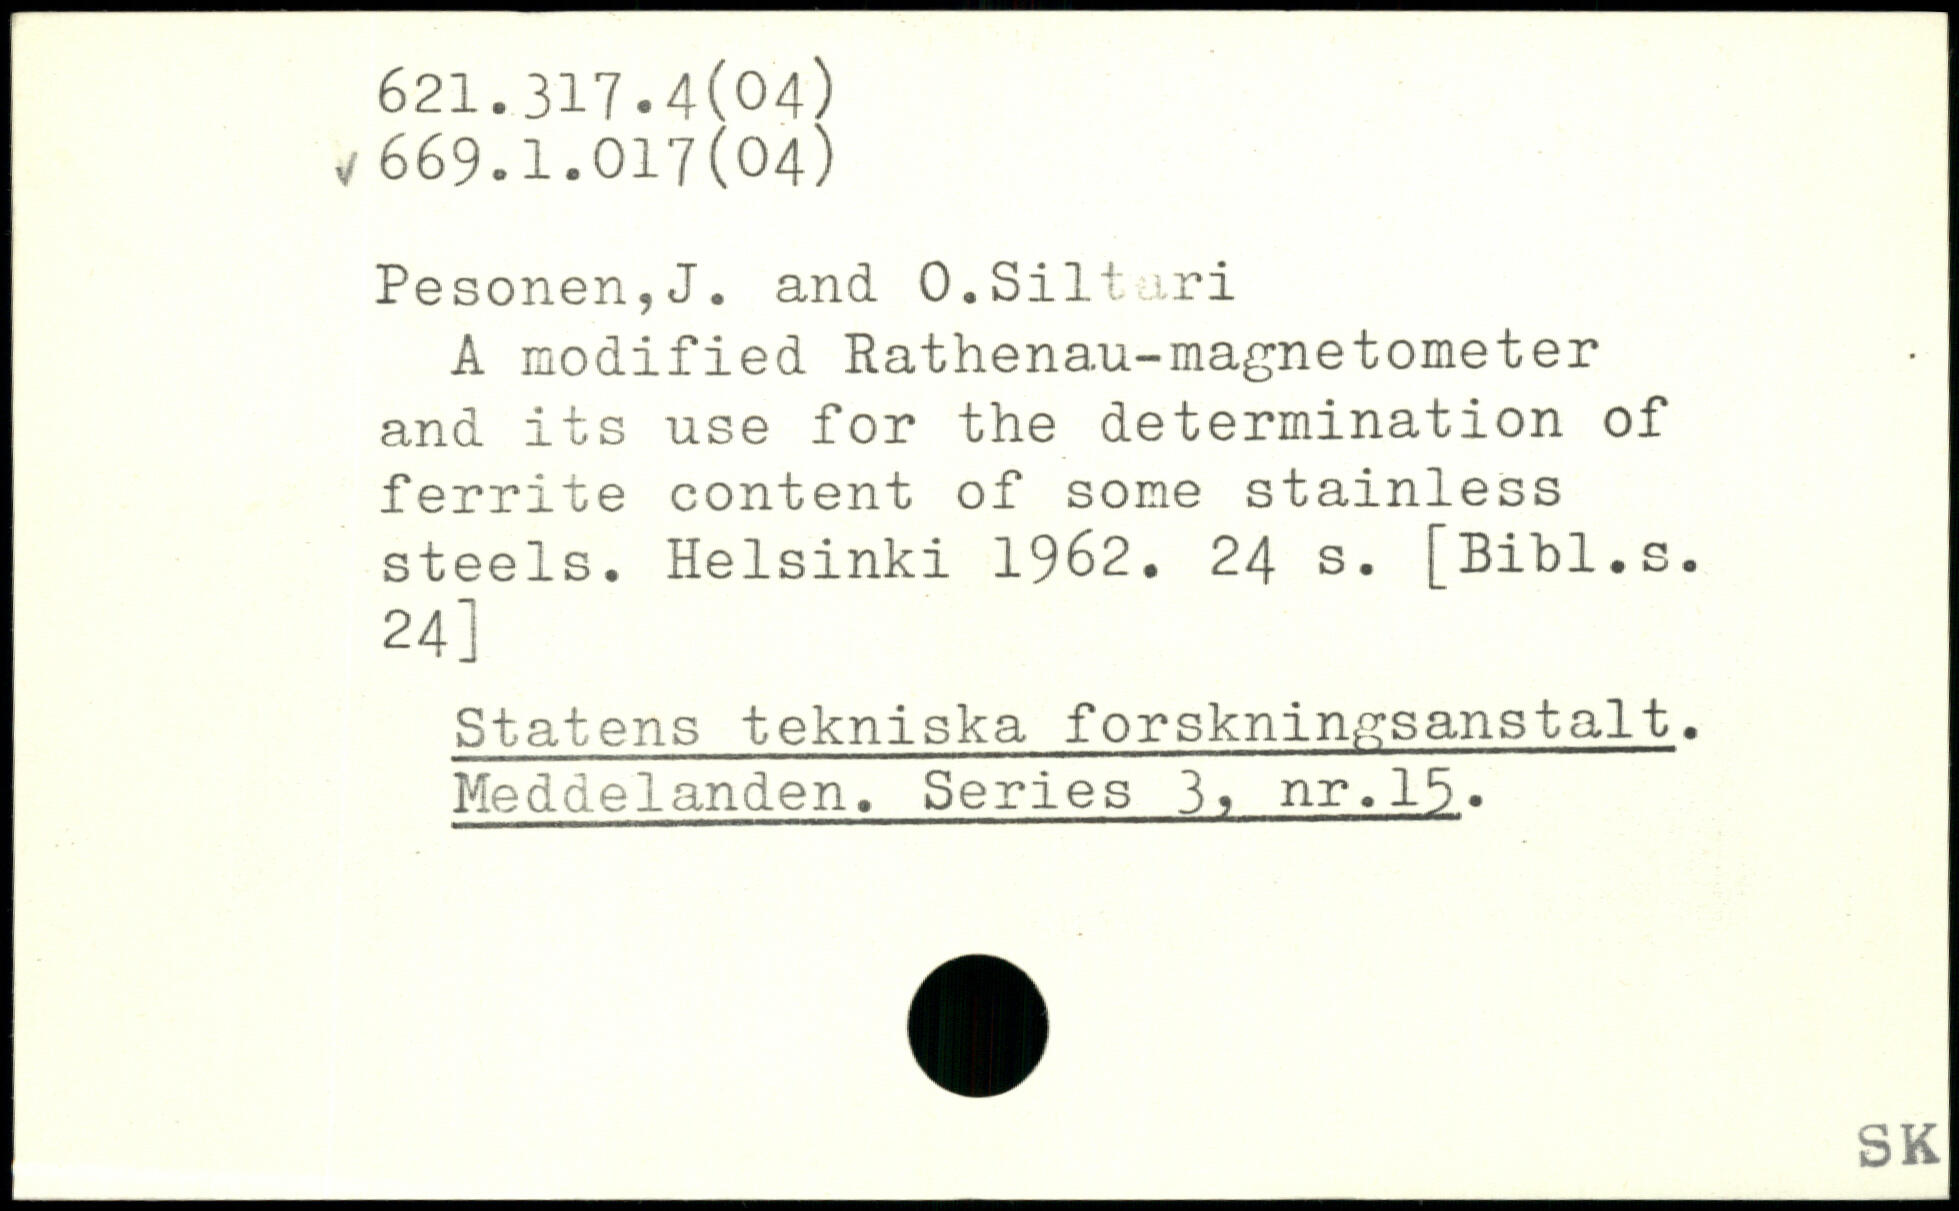 621.317.4(04)
✓ 669.1.017(04)
Pesonen,J. and O.Siltari
A modified Rathenau-magnetometer
and its use for the determination of
ferrite content of some stainless
steels. Helsinki 1962. 24 s. [Bibl.s.
24]
Statens tekniska forskningsanstalt.
Meddelanden. Series 3, nr.15.
SK